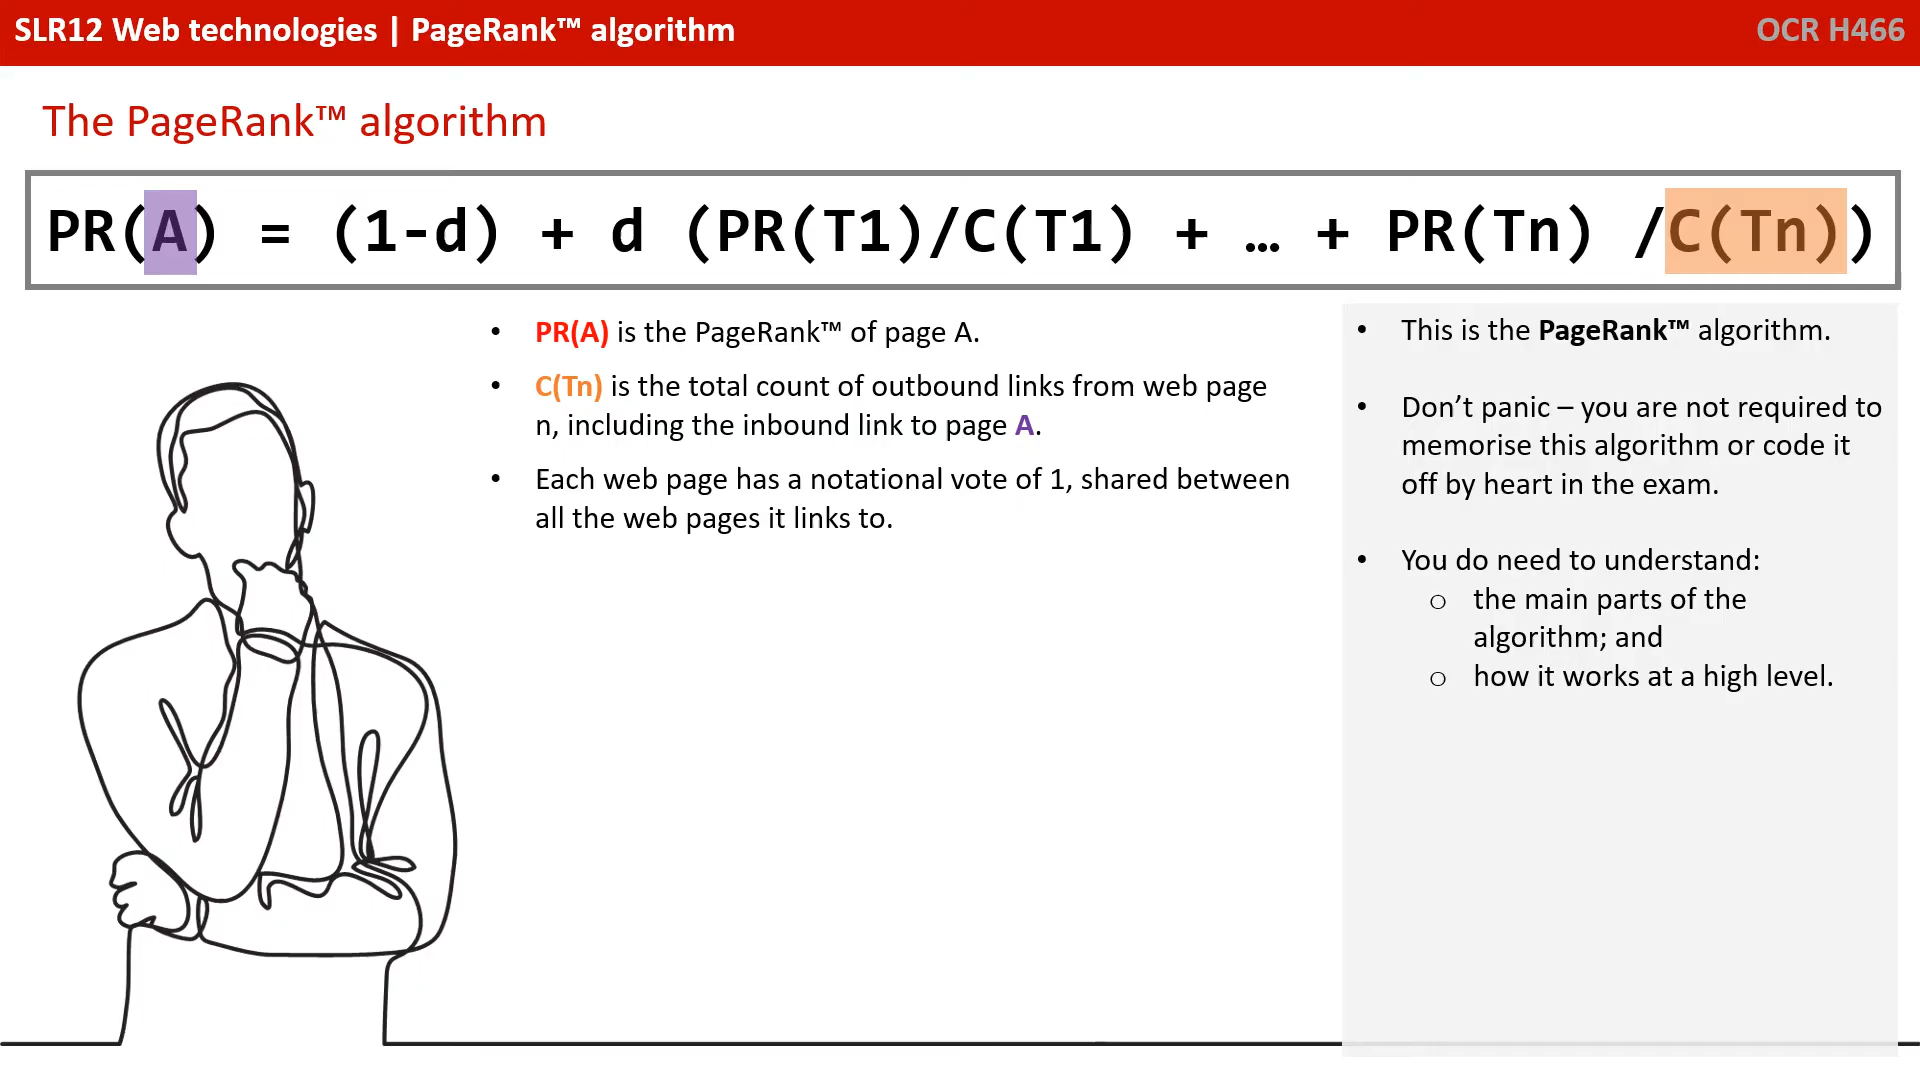 SLR12 Web technologies | PageRank™ algorithm
OCR H466
The PageRank™ algorithm
PR(A) = (1-d) + d (PR(T1)/C(T1) + … + PR(Tn) /C(Tn))
• PR(A) is the PageRank™ of page A.
• C(Tn) is the total count of outbound links from web page
n, including the inbound link to page A.
• Each web page has a notational vote of 1, shared between
all the web pages it links to.
• This is the PageRank™ algorithm.
• Don’t panic – you are not required to
memorise this algorithm or code it
off by heart in the exam.
• You do need to understand:
o the main parts of the
algorithm; and
o how it works at a high level.